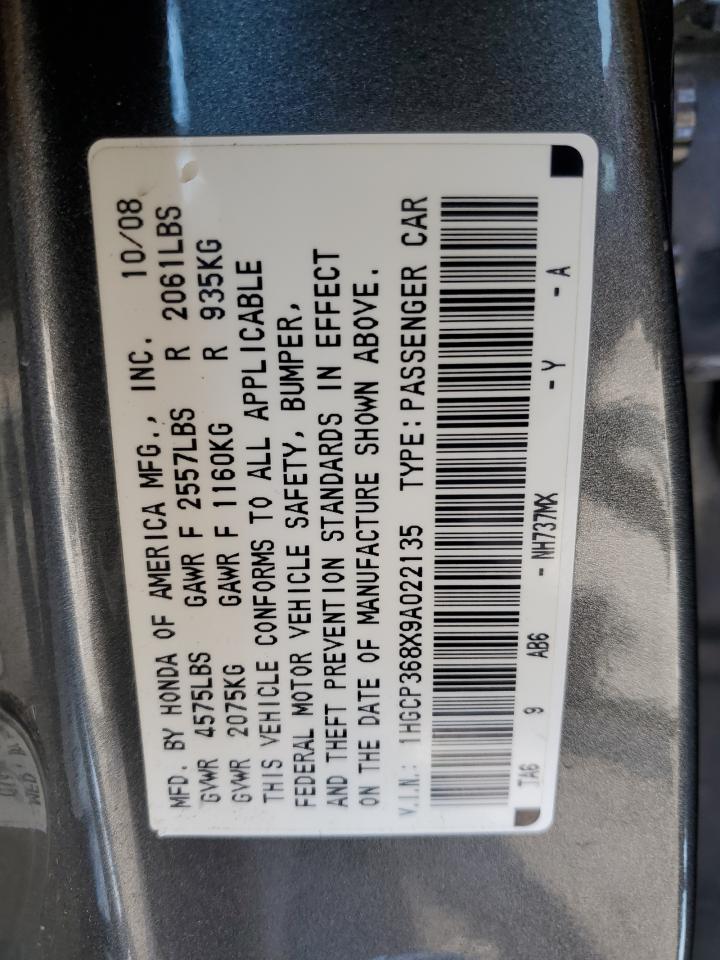 MFD. BY HONDA OF AMERICA MFG., INC. 10/08
GVWR 4575LBS GAWR F 2557LBS R 2061LBS
GVWR 2075KG GAWR F 1160KG R 935KG
THIS VEHICLE CONFORMS TO ALL APPLICABLE
FEDERAL MOTOR VEHICLE SAFETY, BUMPER,
AND THEFT PREVENTION STANDARDS IN EFFECT
ON THE DATE OF MANUFACTURE SHOWN ABOVE.
V.I.N.: 1HGCP368X9A022135 TYPE: PASSENGER CAR
TA6 9 AB6 - NH737MX - Y - A